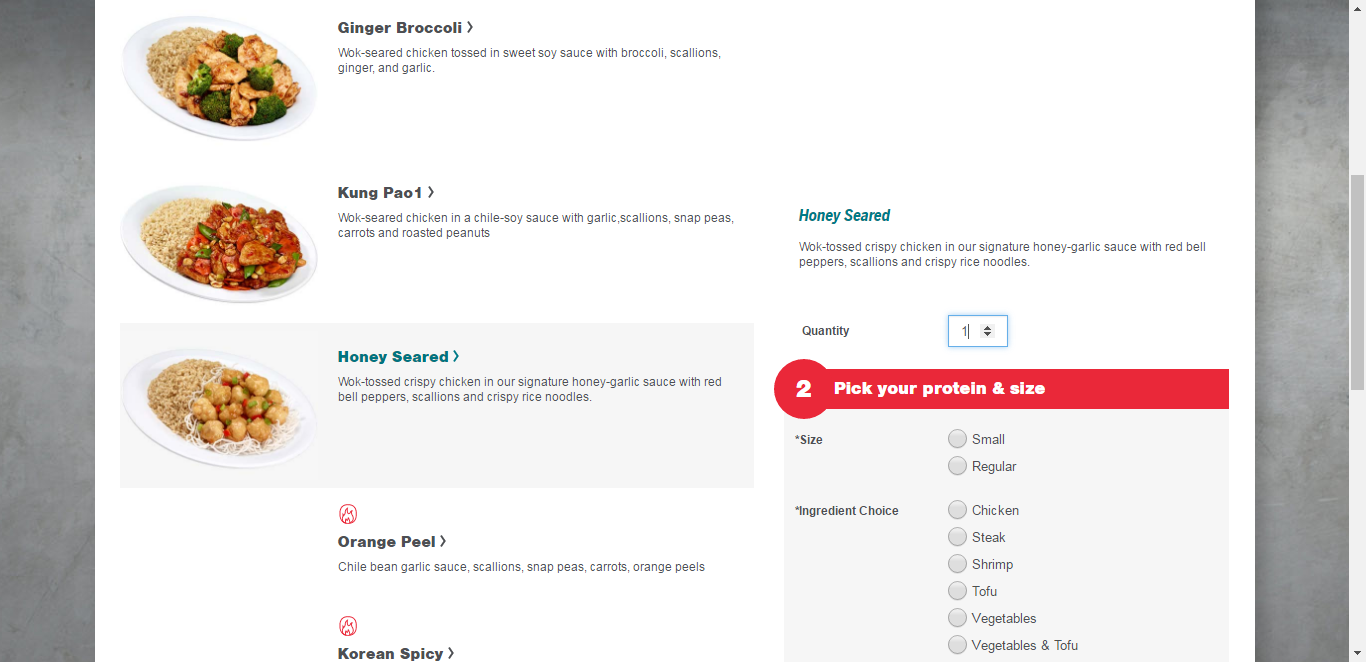 Ginger Broccoli >
Wok-seared chicken tossed in sweet soy sauce with broccoli, scallions,
ginger, and garlic.
Kung Pao1 >
Wok-seared chicken in a chile-soy sauce with garlic,scallions, snap peas,
carrots and roasted peanuts
Honey Seared >
Wok-tossed crispy chicken in our signature honey-garlic sauce with red
bell peppers, scallions and crispy rice noodles.
Orange Peel >
Chile bean garlic sauce, scallions, snap peas, carrots, orange peels
Korean Spicy >
Honey Seared
Wok-tossed crispy chicken in our signature honey-garlic sauce with red bell
peppers, scallions and crispy rice noodles.
Quantity 1
2 Pick your protein & size
*Size Small
Regular
*Ingredient Choice Chicken
Steak
Shrimp
Tofu
Vegetables
Vegetables & Tofu